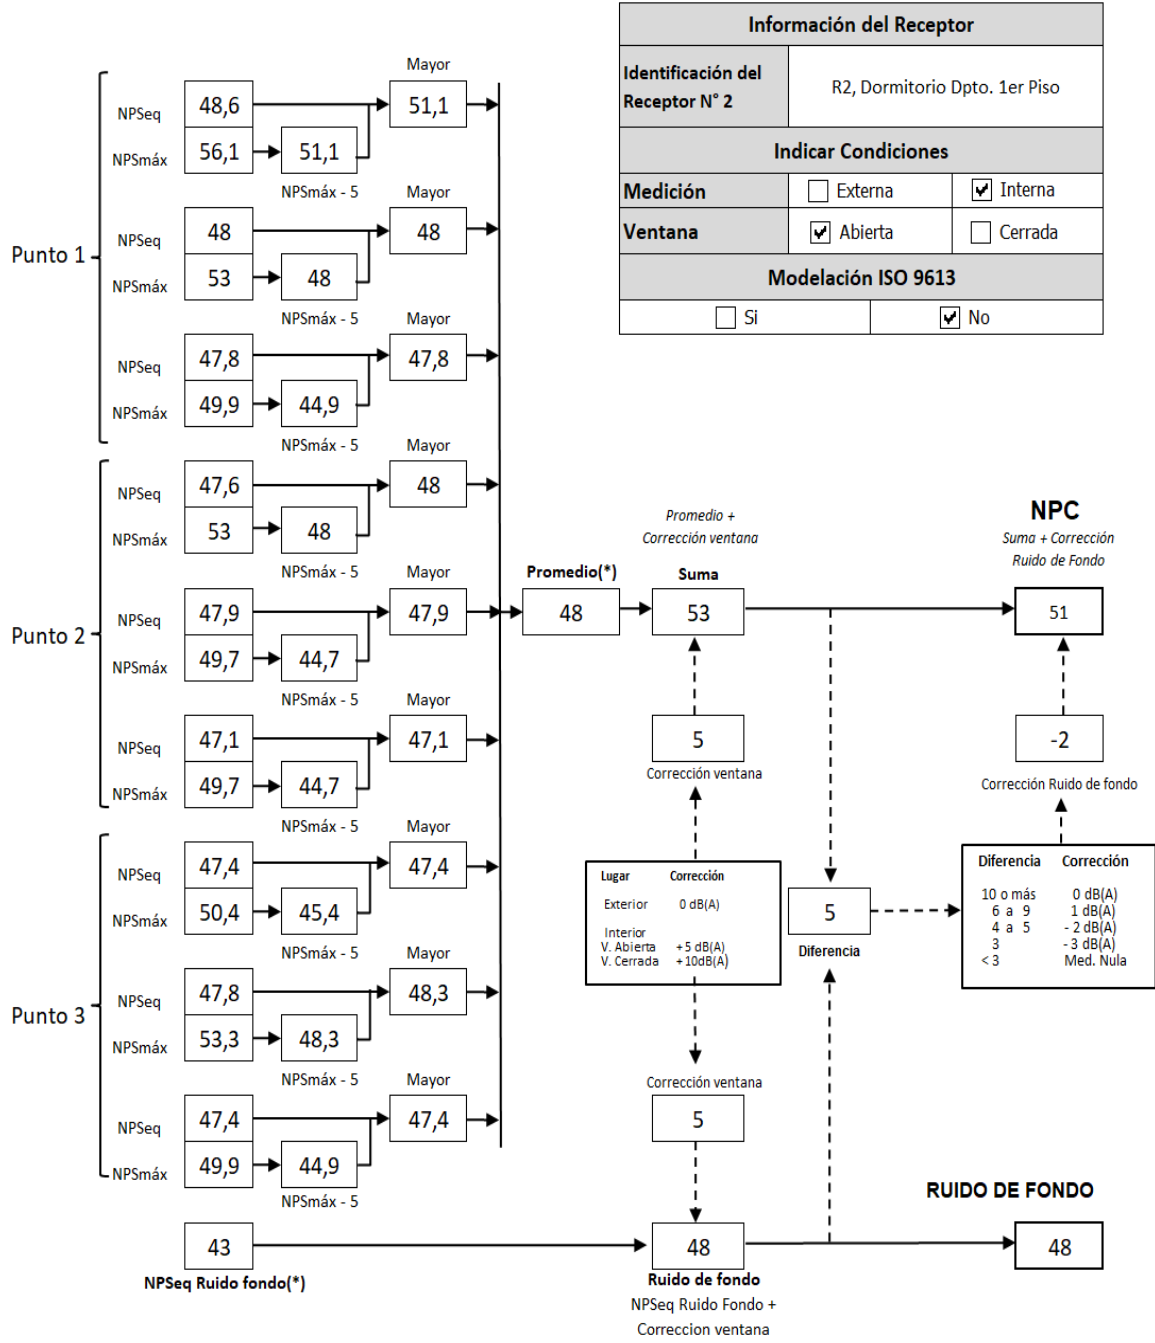 Información del Receptor
Identificación del
Receptor N° 2
R2, Dormitorio Dpto. 1er Piso
Indicar Condiciones
Medición
Externa
Interna
Ventana
Abierta
Cerrada
Modelación ISO 9613
Si
No
Punto 1
Mayor
NPSeq
48,6
51,1
NPSmáx
56,1
51,1
NPSmáx - 5
Mayor
NPSeq
48
48
NPSmáx
53
48
NPSmáx - 5
Mayor
NPSeq
47,8
47,8
NPSmáx
49,9
44,9
NPSmáx - 5
Punto 2
Mayor
NPSeq
47,6
48
NPSmáx
53
48
NPSmáx - 5
Mayor
NPSeq
47,9
47,9
NPSmáx
49,7
44,7
NPSmáx - 5
Mayor
NPSeq
47,1
47,1
NPSmáx
49,7
44,7
NPSmáx - 5
Punto 3
Mayor
NPSeq
47,4
47,4
NPSmáx
50,4
45,4
NPSmáx - 5
Mayor
NPSeq
47,8
48,3
NPSmáx
53,3
48,3
NPSmáx - 5
Mayor
NPSeq
47,4
47,4
NPSmáx
49,9
44,9
NPSmáx - 5
43
NPSeq Ruido fondo(*)
Promedio(*)
48
Promedio +
Corrección ventana
Suma
53
5
Corrección ventana
Lugar Corrección
Exterior 0 dB(A)
Interior
V. Abierta +5 dB(A)
V. Cerrada +10dB(A)
Corrección ventana
5
48
Ruido de fondo
NPSeq Ruido Fondo +
Correccion ventana
5
Diferencia
NPC
Suma + Corrección
Ruido de Fondo
51
-2
Corrección Ruido de fondo
Diferencia Corrección
10 o más 0 dB(A)
6 a 9 1 dB(A)
4 a 5 - 2 dB(A)
3 - 3 dB(A)
< 3 Med. Nula
RUIDO DE FONDO
48